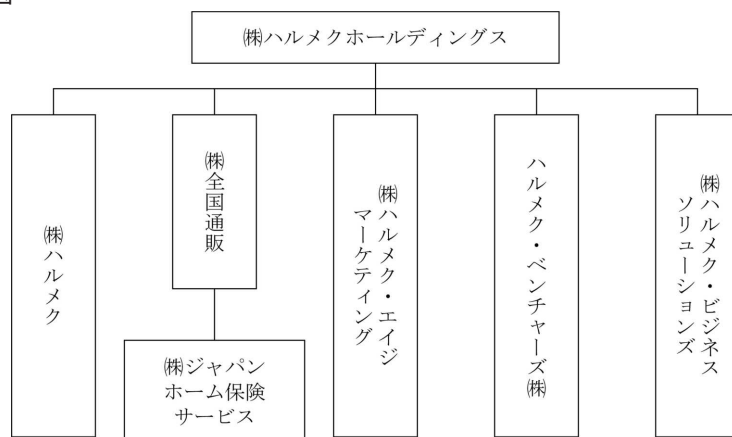 図
㈱ハルメクホールディングス
㈱ハルメク
㈱全国通販
㈱ジャパン
ホーム保険
サービス
㈱ハルメク・エイジ
マーケティング
ハルメク・ベンチャーズ㈱
㈱ハルメク・ビジネス
ソリューションズ